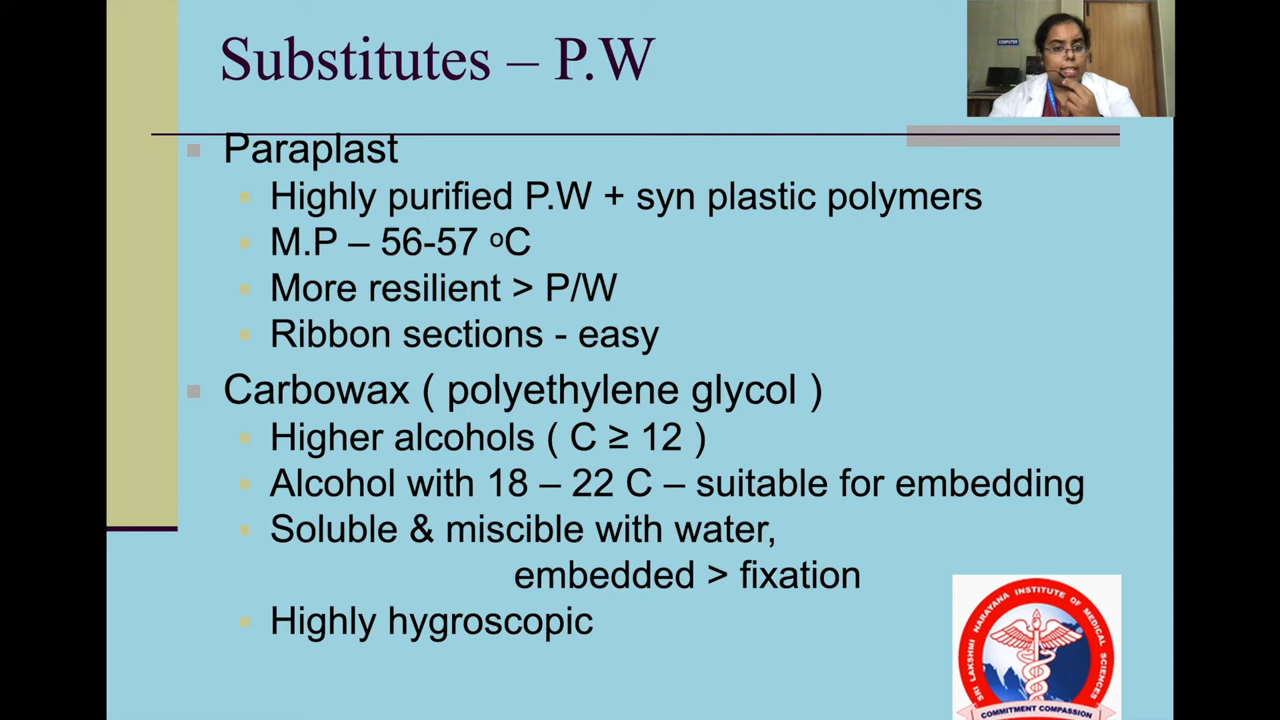 Substitutes – P.W
COMPUTER
Paraplast
Highly purified P.W + syn plastic polymers
M.P – 56-57 ºC
More resilient > P/W
Ribbon sections - easy
Carbowax ( polyethylene glycol )
Higher alcohols ( C ≥ 12 )
Alcohol with 18 – 22 C – suitable for embedding
Soluble & miscible with water,
embedded > fixation
Highly hygroscopic
SRI LAKSHMI NARAYANA INSTITUTE OF MEDICAL SCIENCES
COMMITMENT COMPASSION